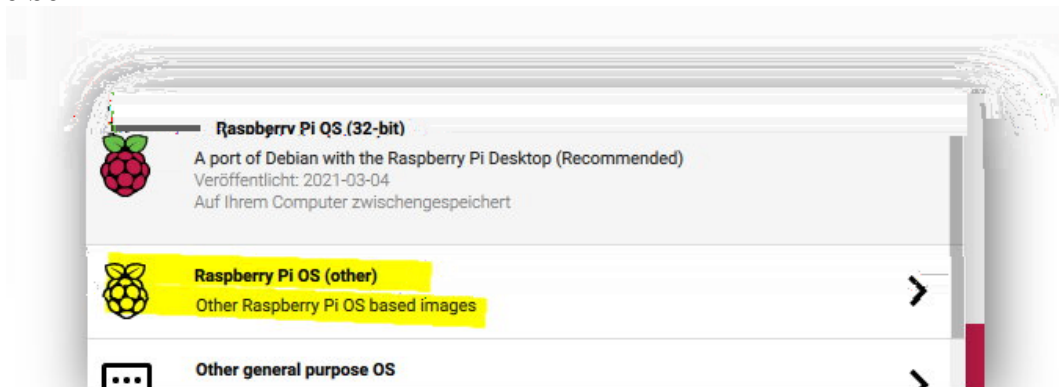 Raspberry Pi OS (32-bit)
A port of Debian with the Raspberry Pi Desktop (Recommended)
Veröffentlicht: 2021-03-04
Auf Ihrem Computer zwischengespeichert
Raspberry Pi OS (other)
Other Raspberry Pi OS based images
Other general purpose OS